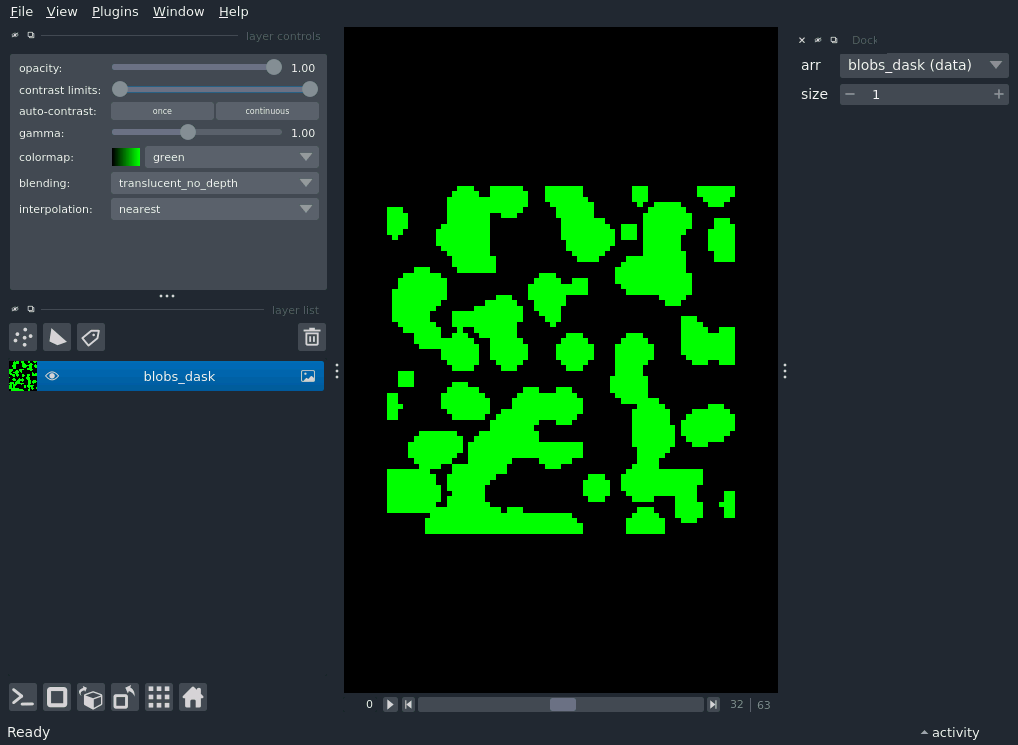 File View Plugins Window Help
layer controls
opacity: 1.00
contrast limits:
auto-contrast: once continuous
gamma: 1.00
colormap: green
blending: translucent_no_depth
interpolation: nearest
layer list
blobs_dask
0 32 63
Dock
arr blobs_dask (data)
size 1
Ready
activity